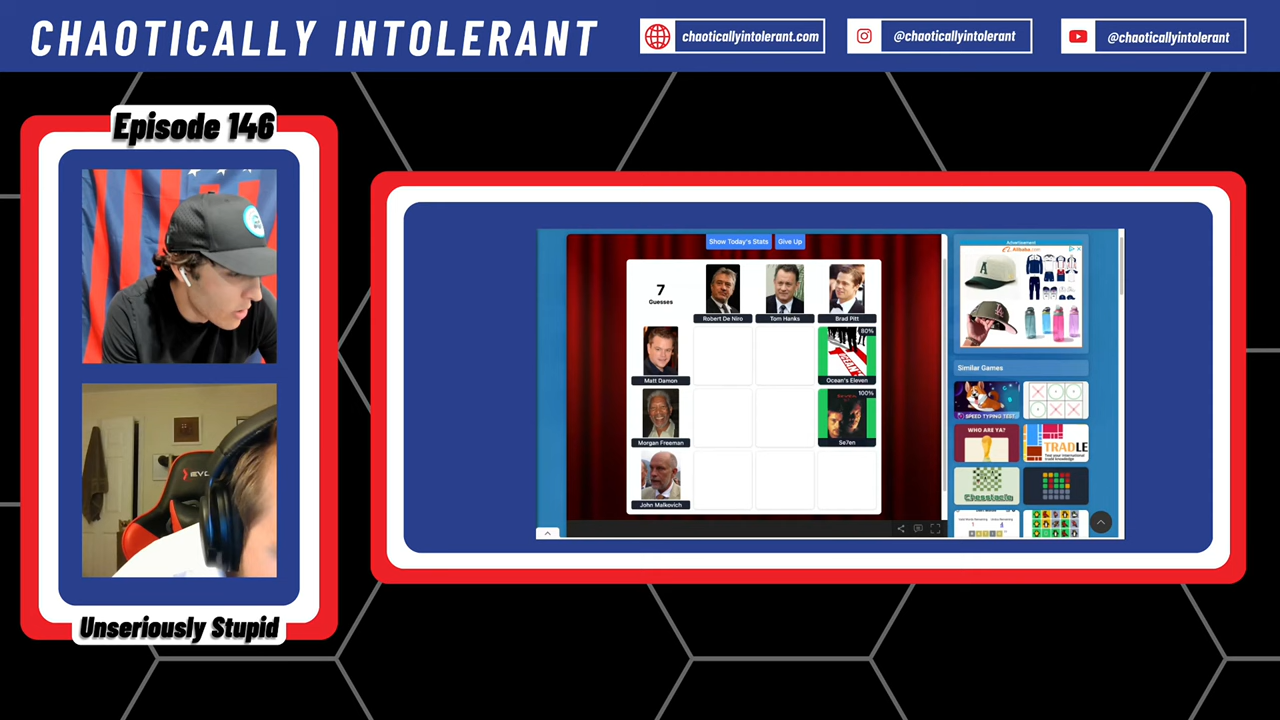 CHAOTICALLY INTOLERANT
chaoticallyintolerant.com
@chaoticallyintolerant
@chaoticallyintolerant
Episode 146
Unseriously Stupid
Show Today's Stats
Give Up
7
Guesses
Robert De Niro
Tom Hanks
Brad Pitt
Matt Damon
80%
Ocean's Eleven
Morgan Freeman
100%
Se7en
John Malkovich
Advertisement
Alibaba.com
Similar Games
SPEED TYPING TEST
WHO ARE YA?
TRADLE